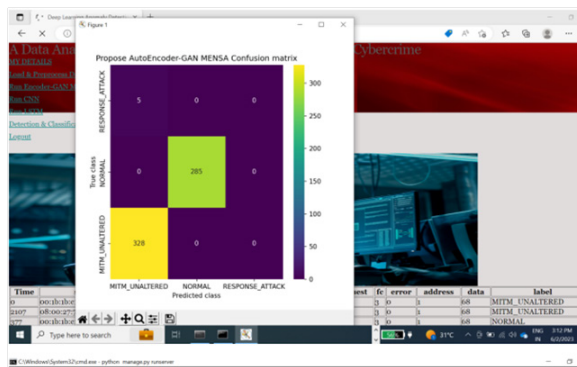 Deep Learning Anomaly Detect
Figure 1
A Data Ana
Cybercrime
MY DETAILS
Load & Preprocess D
Run Encoder-GAN M
Run CNN
Run LSTM
Detection & Classific
Logout
Propose AutoEncoder-GAN MENSA Confusion matrix
RESPONSE_ATTACK
NORMAL
MITM_UNALTERED
True class
5 0 0
0 285 0
328 0 0
300
250
200
150
100
50
0
MITM_UNALTERED NORMAL RESPONSE_ATTACK
Predicted class
Time
fc error address data label
0
3 0 1 68 MITM_UNALTERED
2107
3 0 1 68 MITM_UNALTERED
577
3 0 1 68 NORMAL
Type here to search
31°C
ENG
IN
3:12 PM
6/2/2023
C:\Windows\System32\cmd.exe - python manage.py runserver